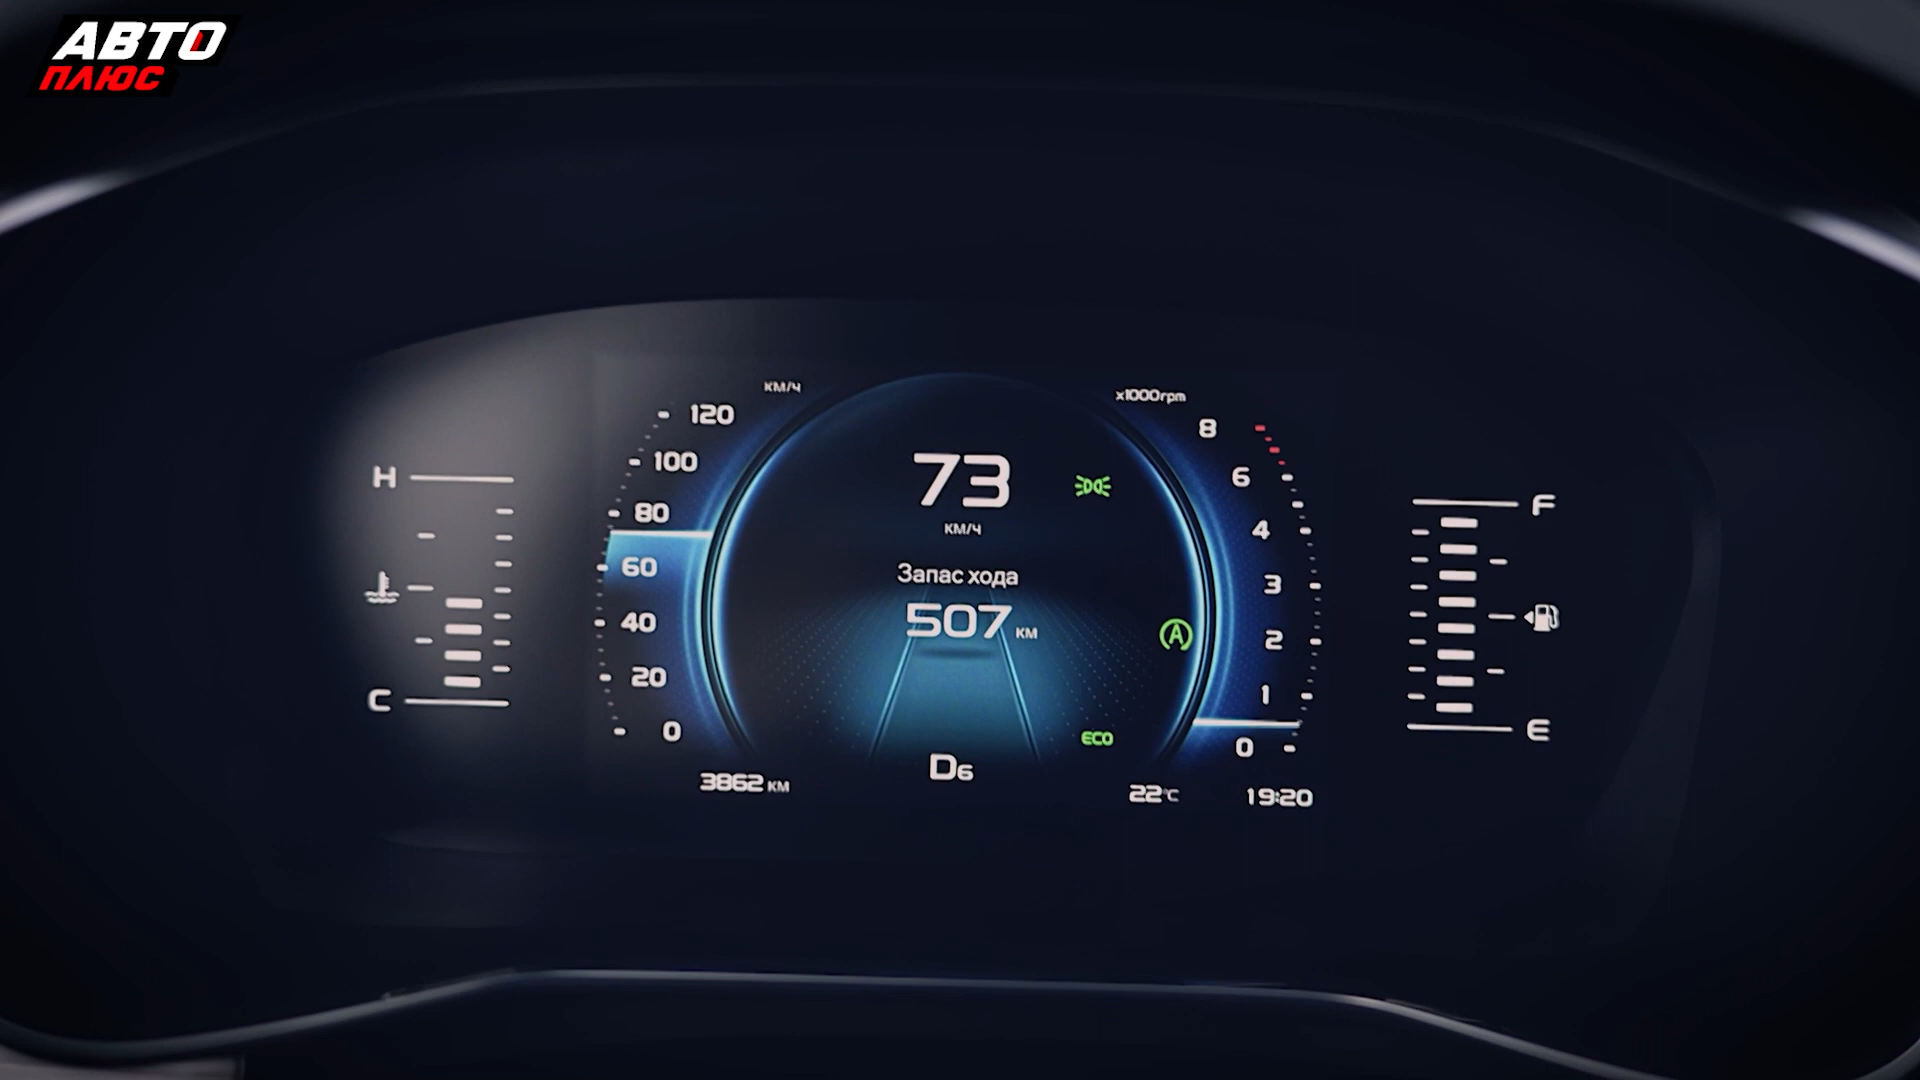 АВТО
ПЛЮС
КМ/Ч
x1000rpm
120
100
80
60
40
20
0
8
6
4
3
2
1
0
73
КМ/Ч
Запас хода
507 КМ
A
ECO
D6
H
C
F
E
3862 КМ
22°C
19:20